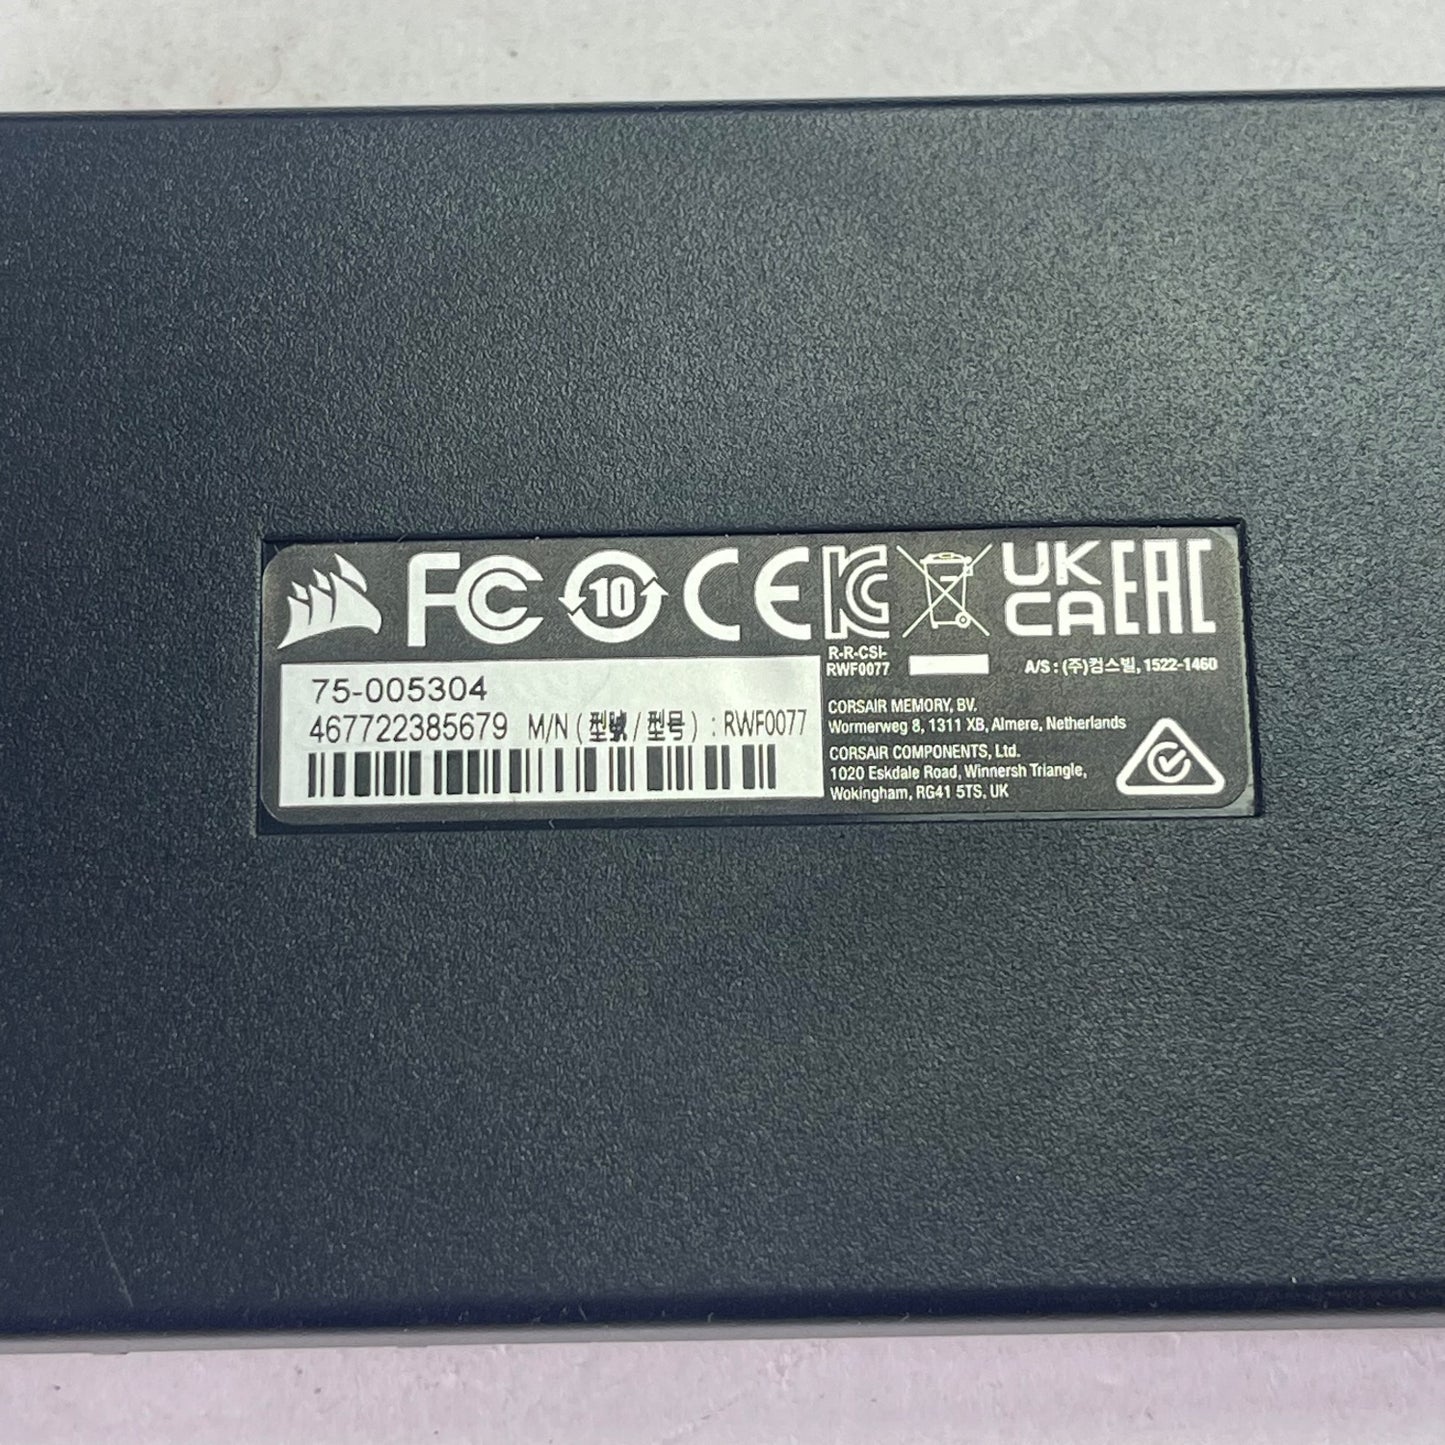 FC 10 CE KC UK CA EAC
R-R-CSI-
RWF0077
A/S : (주)컴스빌, 1522-1460
75-005304
467722385679 M/N ( 型號 / 型号 ) : RWF0077
CORSAIR MEMORY, BV.
Wormerweg 8, 1311 XB, Almere, Netherlands
CORSAIR COMPONENTS, Ltd.
1020 Eskdale Road, Winnersh Triangle,
Wokingham, RG41 5TS, UK